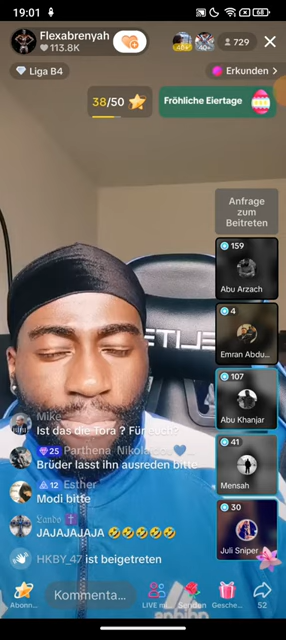 19:01
68
Flexabrenyah
113.8K
729
Liga B4
Erkunden >
38/50
Fröhliche Eiertage
Anfrage
zum
Beitreten
159
Abu Arzach
4
Emran Abdu...
107
Abu Khanjar
41
Mensah
30
Juli Sniper
Mike
Ist das die Tora ? Für euch?
25 Parthena
Brüder lasst ihn ausreden bitte
12 Esther
Modi bitte
Lando
JAJAJAJAJA 🤣🤣🤣🤣🤣
HKBY_47 ist beigetreten
Abonn...
Kommenta...
LIVE m...
Senden
Gesche...
52